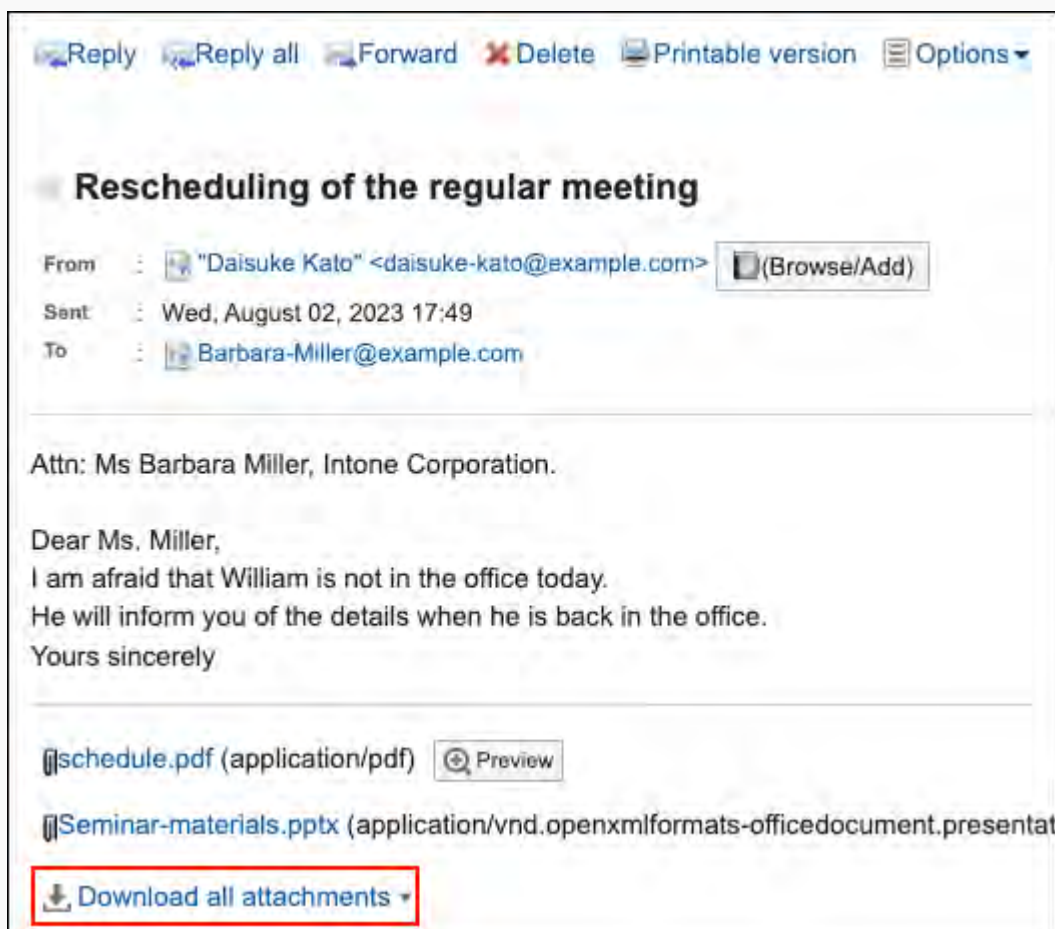 Reply Reply all Forward Delete Printable version Options
Rescheduling of the regular meeting
From : "Daisuke Kato" <daisuke-kato@example.com> (Browse/Add)
Sent : Wed, August 02, 2023 17:49
To : Barbara-Miller@example.com
Attn: Ms Barbara Miller, Intone Corporation.
Dear Ms. Miller,
I am afraid that William is not in the office today.
He will inform you of the details when he is back in the office.
Yours sincerely
schedule.pdf (application/pdf) Preview
Seminar-materials.pptx (application/vnd.openxmlformats-officedocument.presentat
Download all attachments